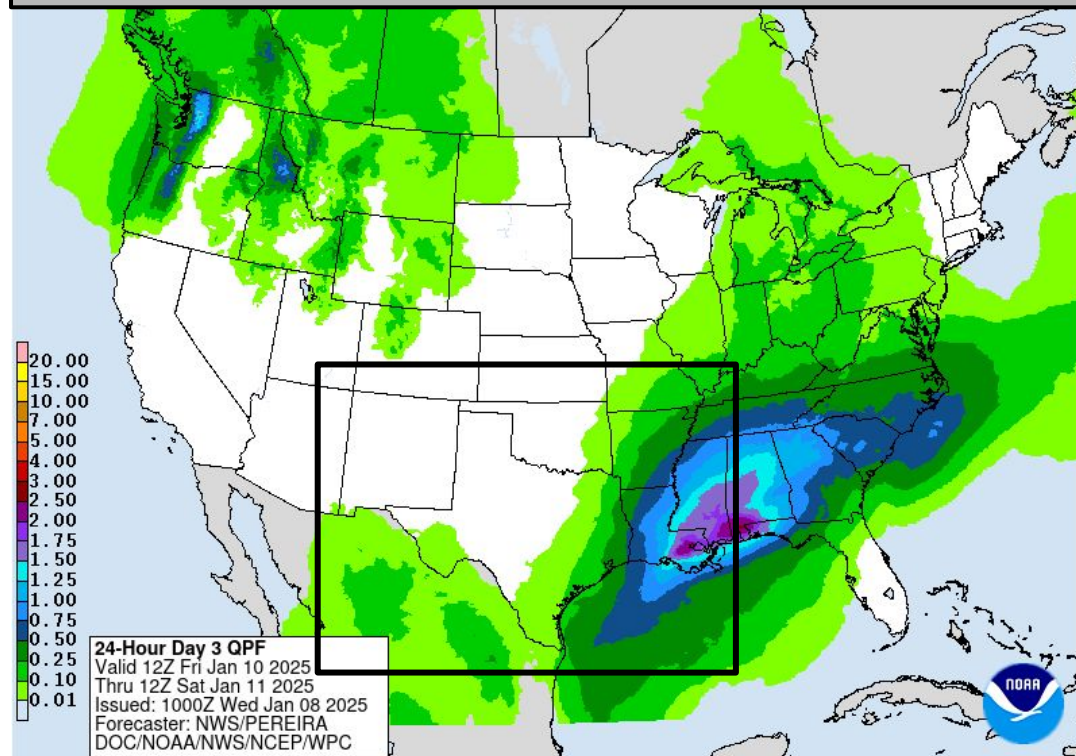 20.00
15.00
10.00
7.00
5.00
4.00
3.00
2.50
2.00
1.75
1.50
1.25
1.00
0.75
0.50
0.25
0.10
0.01
24-Hour Day 3 QPF
Valid 12Z Fri Jan 10 2025
Thru 12Z Sat Jan 11 2025
Issued: 1000Z Wed Jan 08 2025
Forecaster: NWS/PEREIRA
DOC/NOAA/NWS/NCEP/WPC
NOAA